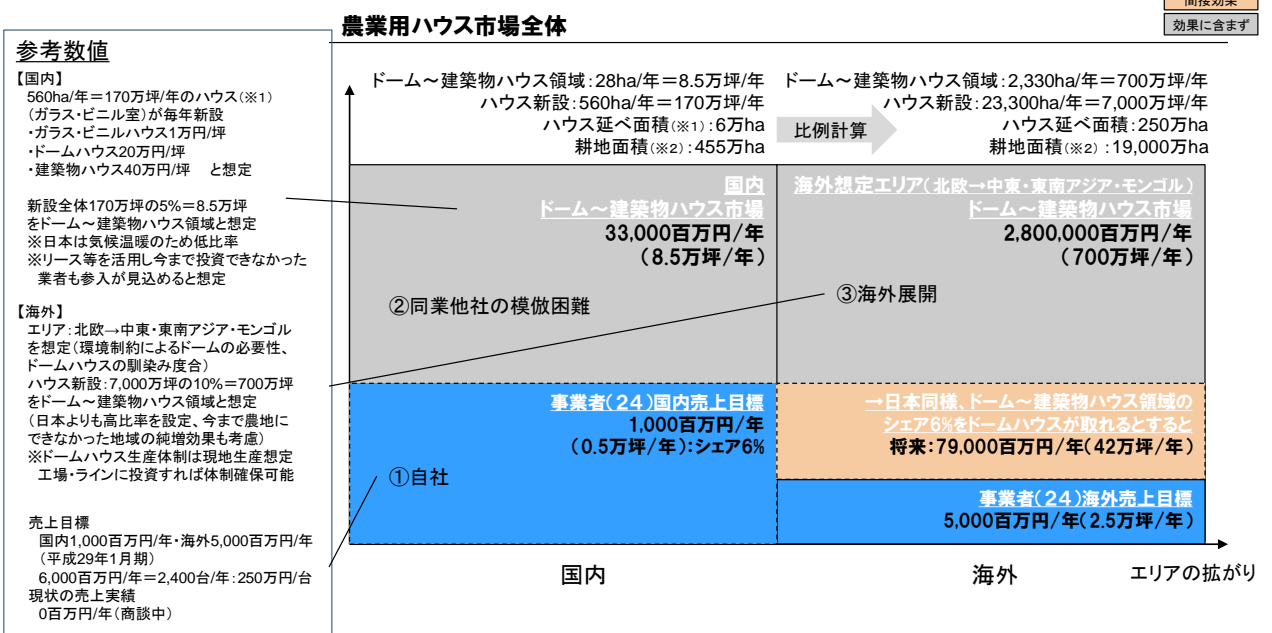 間接効果
効果に含まず
農業用ハウス市場全体
参考数値
【国内】
560ha/年＝170万坪/年のハウス(※1)
(ガラス・ビニル室)が毎年新設
・ガラス・ビニルハウス1万円/坪
・ドームハウス20万円/坪
・建築物ハウス40万円/坪　と想定
新設全体170万坪の5%＝8.5万坪
をドーム～建築物ハウス領域と想定
※日本は気候温暖のため低比率
※リース等を活用し今まで投資できなかった
業者も参入が見込めると想定
【海外】
エリア：北欧→中東・東南アジア・モンゴル
を想定(環境制約によるドームの必要性、
ドームハウスの馴染み度合)
ハウス新設：7,000万坪の10%＝700万坪
をドーム～建築物ハウス領域と想定
(日本よりも高比率を設定、今まで農地に
できなかった地域の純増効果も考慮)
※ドームハウス生産体制は現地生産想定
工場・ラインに投資すれば体制確保可能
売上目標
国内1,000百万円/年・海外5,000百万円/年
(平成29年1月期)
6,000百万円/年＝2,400台/年：250万円/台
現状の売上実績
0百万円/年(商談中)
ドーム～建築物ハウス領域：28ha/年＝8.5万坪/年
ハウス新設：560ha/年＝170万坪/年
ハウス延べ面積(※1)：6万ha
耕地面積(※2)：455万ha
比例計算
ドーム～建築物ハウス領域：2,330ha/年＝700万坪/年
ハウス新設：23,300ha/年＝7,000万坪/年
ハウス延べ面積：250万ha
耕地面積(※2)：19,000万ha
国内
ドーム～建築物ハウス市場
33,000百万円/年
(8.5万坪/年)
②同業他社の模倣困難
海外想定エリア(北欧→中東・東南アジア・モンゴル)
ドーム～建築物ハウス市場
2,800,000百万円/年
(700万坪/年)
③海外展開
事業者(24)国内売上目標
1,000百万円/年
(0.5万坪/年)：シェア6%
①自社
→日本同様、ドーム～建築物ハウス領域の
シェア6%をドームハウスが取れるとすると
将来：79,000百万円/年(42万坪/年)
事業者(24)海外売上目標
5,000百万円/年(2.5万坪/年)
国内
海外
エリアの拡がり